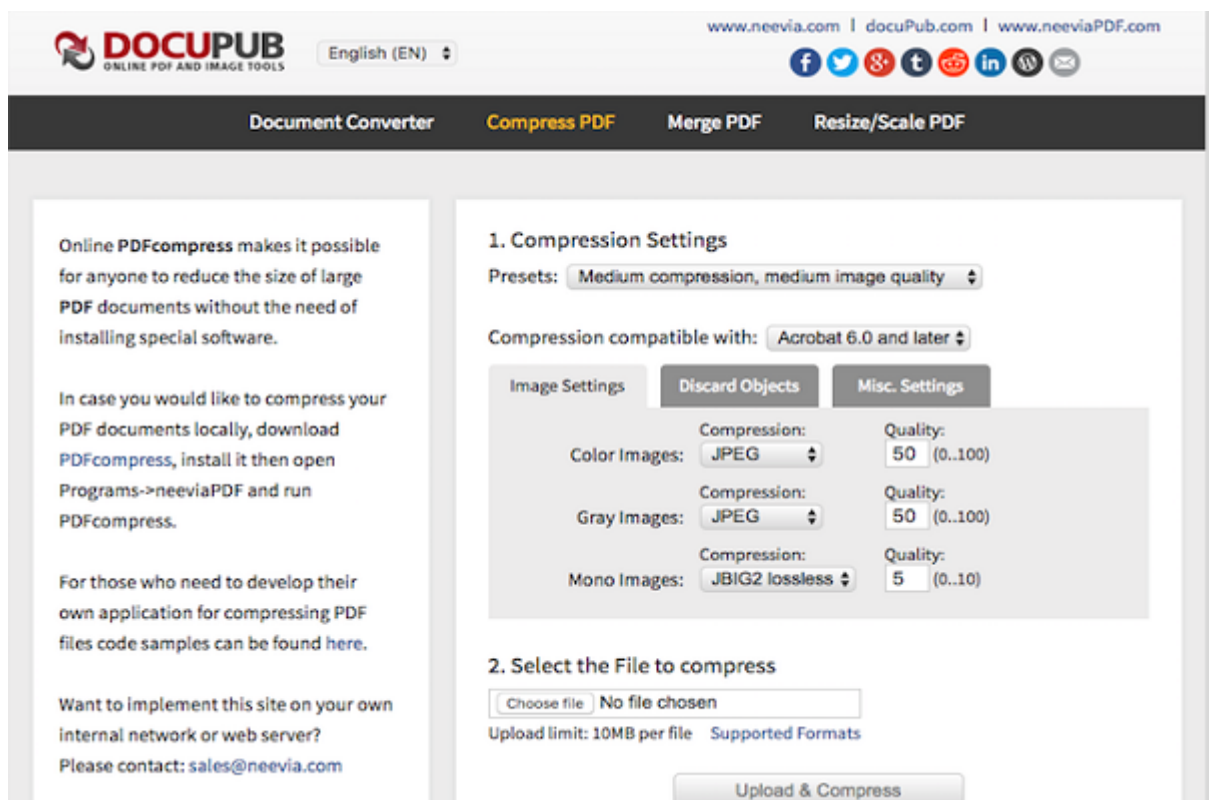 www.neevia.com | docuPub.com | www.neeviaPDF.com
DOCUPUB
ONLINE PDF AND IMAGE TOOLS
English (EN)
Document Converter Compress PDF Merge PDF Resize/Scale PDF
Online PDFcompress makes it possible
for anyone to reduce the size of large
PDF documents without the need of
installing special software.
In case you would like to compress your
PDF documents locally, download
PDFcompress, install it then open
Programs->neeviaPDF and run
PDFcompress.
For those who need to develop their
own application for compressing PDF
files code samples can be found here.
Want to implement this site on your own
internal network or web server?
Please contact: sales@neevia.com
1. Compression Settings
Presets: Medium compression, medium image quality
Compression compatible with: Acrobat 6.0 and later
Image Settings Discard Objects Misc. Settings
Compression: Quality:
Color Images: JPEG 50 (0..100)
Compression: Quality:
Gray Images: JPEG 50 (0..100)
Compression: Quality:
Mono Images: JBIG2 lossless 5 (0..10)
2. Select the File to compress
Choose file No file chosen
Upload limit: 10MB per file Supported Formats
Upload & Compress